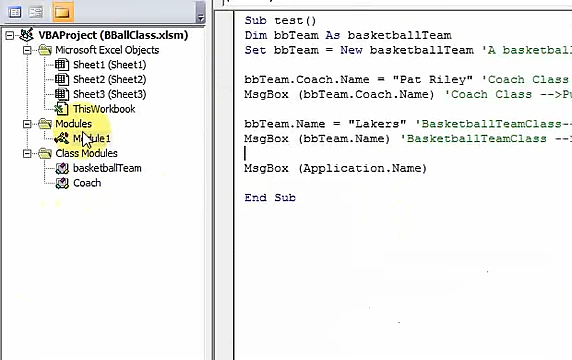 VBAProject (BBallClass.xlsm)
Microsoft Excel Objects
Sheet1 (Sheet1)
Sheet2 (Sheet2)
Sheet3 (Sheet3)
ThisWorkbook
Modules
Module1
Class Modules
basketballTeam
Coach
Sub test()
Dim bbTeam As basketballTeam
Set bbTeam = New basketballTeam 'A basketbal
bbTeam.Coach.Name = "Pat Riley" 'Coach Class
MsgBox (bbTeam.Coach.Name) 'Coach Class -->Pu
bbTeam.Name = "Lakers" 'BasketballTeamClass--
MsgBox (bbTeam.Name) 'BasketballTeamClass --
MsgBox (Application.Name)
End Sub